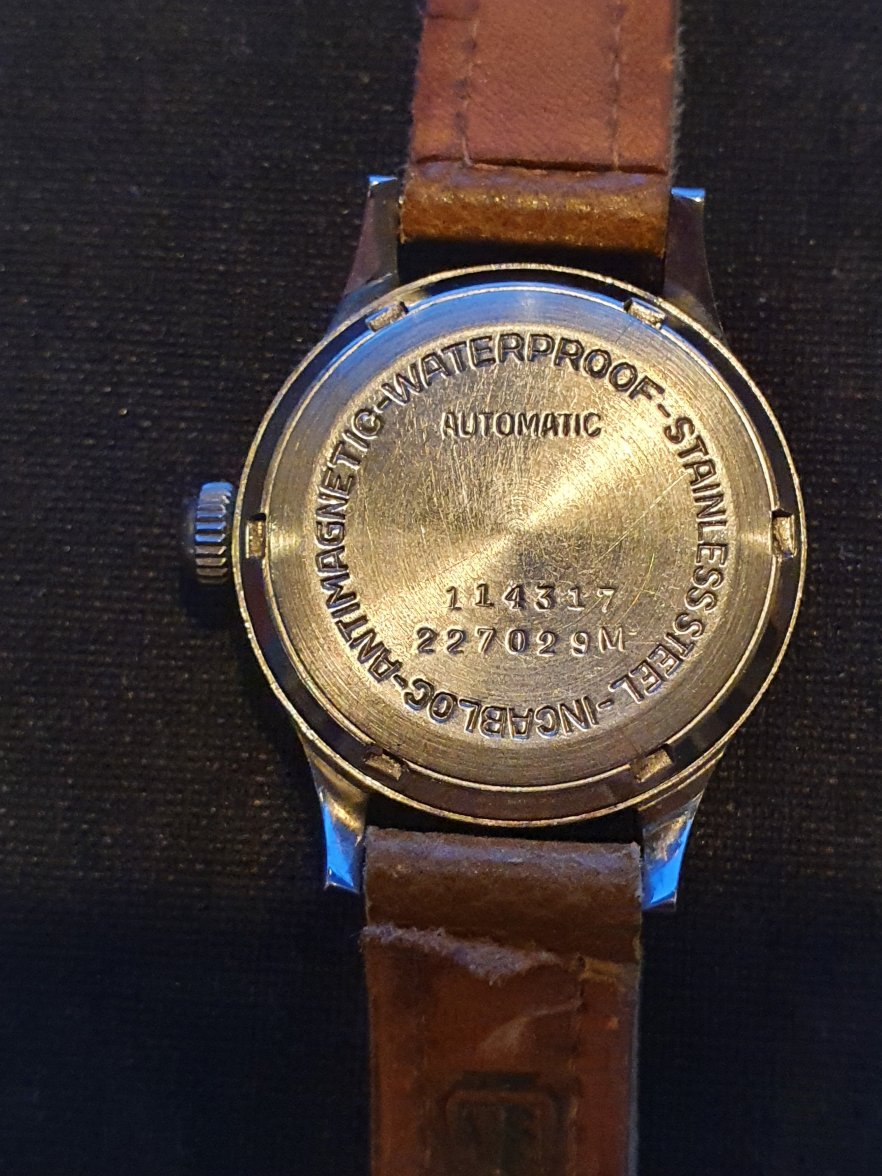 WATERPROOF-STAINLESS STEEL-INCABLOC-ANTIMAGNETIC-
AUTOMATIC
114317
227029M